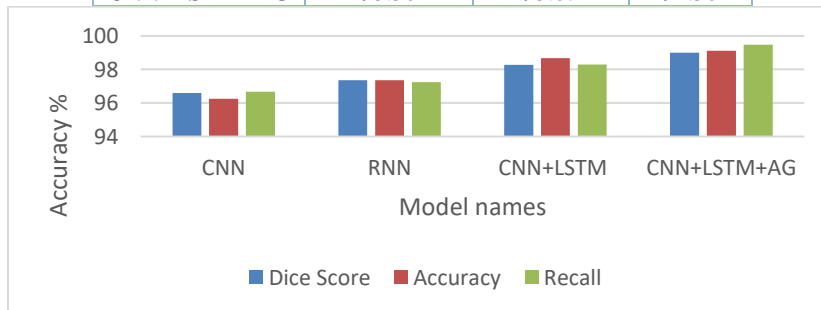 100
98
96
94
Accuracy %
CNN RNN CNN+LSTM CNN+LSTM+AG
Model names
Dice Score Accuracy Recall